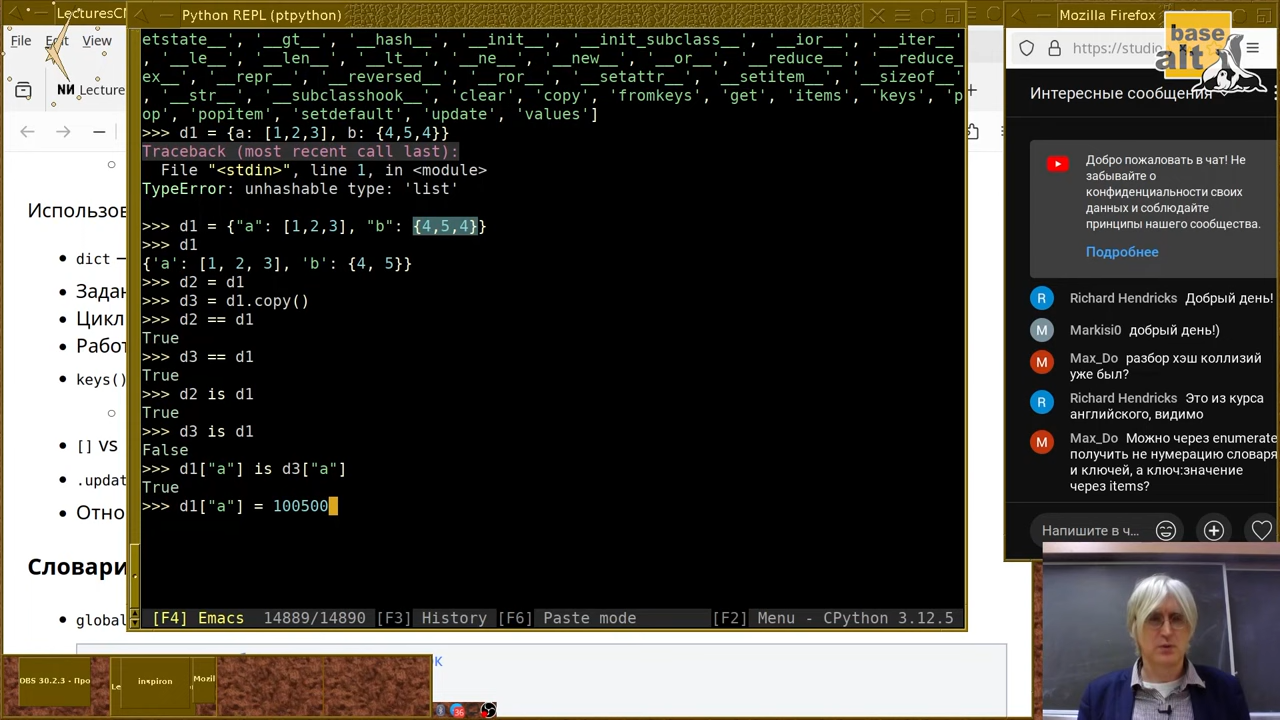 LecturesCM
Python REPL (ptpython)
Mozilla Firefox
File Edit View
NИ Lecture
Использов
dict —
Задан
Цикл
Работ
keys()
[] vs
.updat
Отно
Словари
global
etstate__', '__gt__', '__hash__', '__init__', '__init_subclass__', '__ior__', '__iter__
', '__le__', '__len__', '__lt__', '__ne__', '__new__', '__or__', '__reduce__', '__reduce_
ex__', '__repr__', '__reversed__', '__ror__', '__setattr__', '__setitem__', '__sizeof__
', '__str__', '__subclasshook__', 'clear', 'copy', 'fromkeys', 'get', 'items', 'keys', 'p
op', 'popitem', 'setdefault', 'update', 'values']
>>> d1 = {a: [1,2,3], b: {4,5,4}}
Traceback (most recent call last):
File "<stdin>", line 1, in <module>
TypeError: unhashable type: 'list'
>>> d1 = {"a": [1,2,3], "b": {4,5,4}}
>>> d1
{'a': [1, 2, 3], 'b': {4, 5}}
>>> d2 = d1
>>> d3 = d1.copy()
>>> d2 == d1
True
>>> d3 == d1
True
>>> d2 is d1
True
>>> d3 is d1
False
>>> d1["a"] is d3["a"]
True
>>> d1["a"] = 100500
[F4] Emacs 14889/14890 [F3] History [F6] Paste mode [F2] Menu - CPython 3.12.5
https://studio
base
alt
Интересные сообщения
Добро пожаловать в чат! Не
забывайте о
конфиденциальности своих
данных и соблюдайте
принципы нашего сообщества.
Подробнее
R Richard Hendricks Добрый день!
Markisi0 добрый день!)
M Max_Do разбор хэш коллизий
уже был?
R Richard Hendricks Это из курса
английского, видимо
M Max_Do Можно через enumerate
получить не нумерацию словаря
и ключей, а ключ:значение
через items?
Напишите в ч...
DBS 30.2.3 - Про
Le
inspiron
Mozil
36